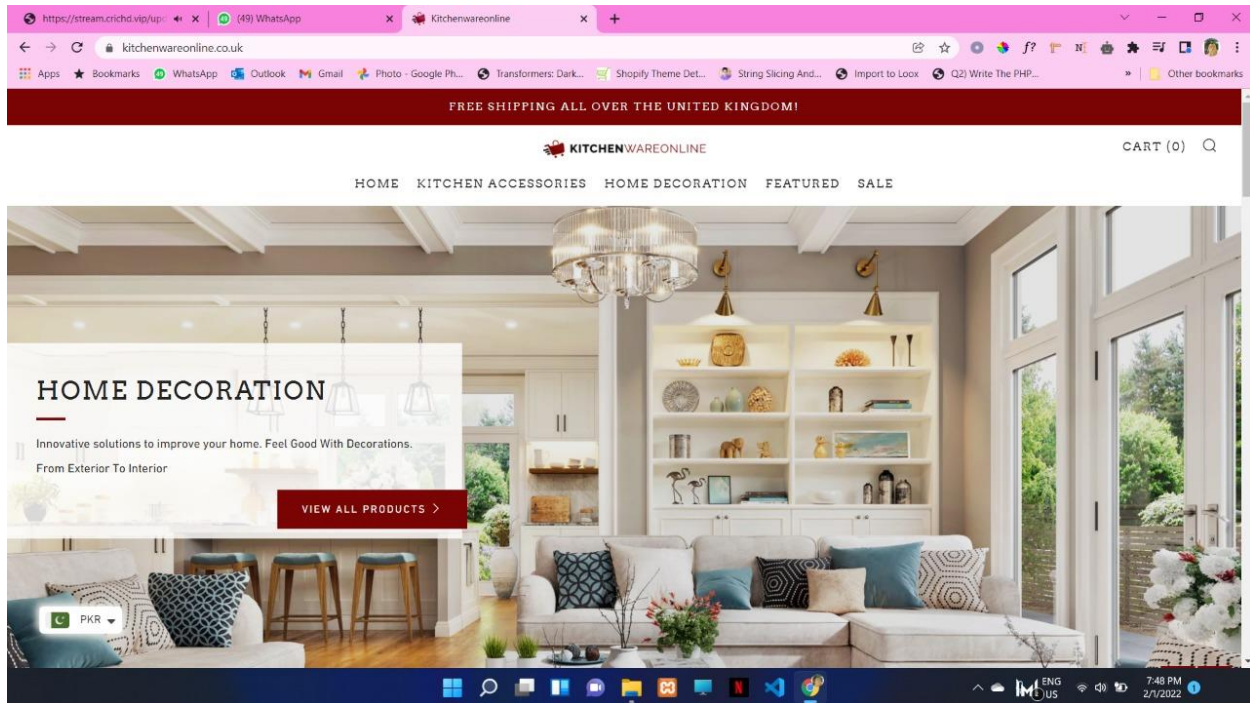 https://stream.crichd.vip/up
(49) WhatsApp
Kitchenwareonline
kitchenwareonline.co.uk
f?
Apps
Bookmarks
WhatsApp
Outlook
Gmail
Photo - Google Ph...
Transformers: Dark...
Shopify Theme Det...
String Slicing And...
Import to Loox
Q2) Write The PHP...
»
Other bookmarks
FREE SHIPPING ALL OVER THE UNITED KINGDOM!
KITCHENWAREONLINE
CART (0)
HOME KITCHEN ACCESSORIES HOME DECORATION FEATURED SALE
HOME DECORATION
Innovative solutions to improve your home. Feel Good With Decorations.
From Exterior To Interior
VIEW ALL PRODUCTS >
PKR
ENG
US
7:48 PM
2/1/2022
1